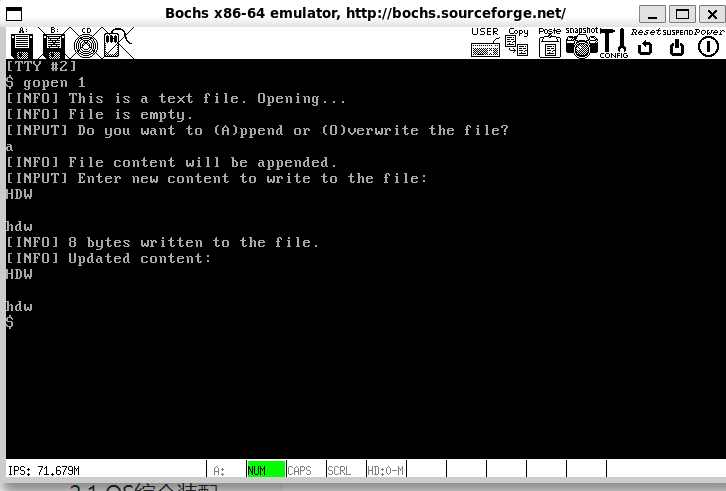 Bochs x86-64 emulator, http://bochs.sourceforge.net/
A: B: CD USER Copy Paste snapshot CONFIG Reset SUSPEND Power
[TTY #2]
$ gopen 1
[INFO] This is a text file. Opening...
[INFO] File is empty.
[INPUT] Do you want to (A)ppend or (O)verwrite the file?
a
[INFO] File content will be appended.
[INPUT] Enter new content to write to the file:
HDW
hdw
[INFO] 8 bytes written to the file.
[INFO] Updated content:
HDW
hdw
$
IPS: 71.679M A: NUM CAPS SCRL HD:0-M
2.1 OS综合装配